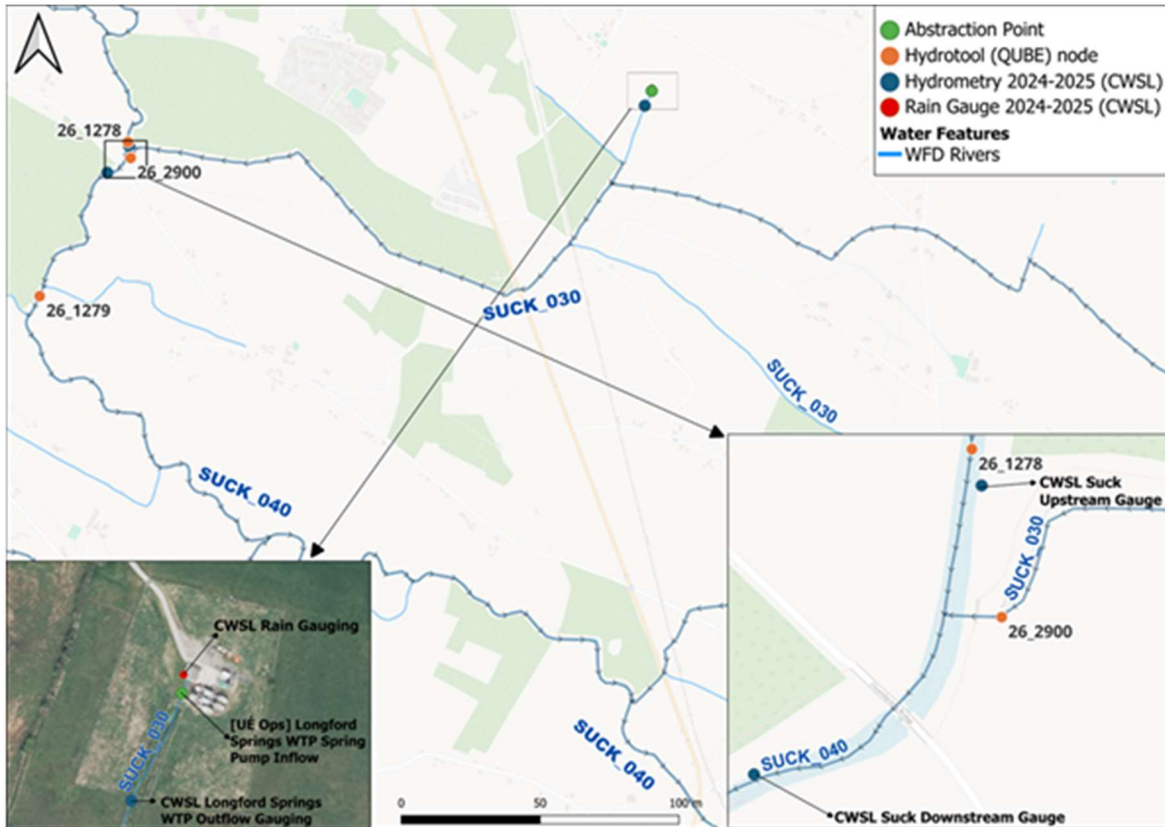 Abstraction Point
Hydrotool (QUBE) node
Hydrometry 2024-2025 (CWSL)
Rain Gauge 2024-2025 (CWSL)
Water Features
WFD Rivers
26_1278
26_2900
26_1279
SUCK_030
SUCK_030
SUCK_040
SUCK_040
CWSL Rain Gauging
[UÉ Ops] Longford
Springs WTP Spring
Pump Inflow
SUCK_030
CWSL Longford Springs
WTP Outflow Gauging
0 50 100 m
26_1278
CWSL Suck
Upstream Gauge
SUCK_030
26_2900
SUCK_040
CWSL Suck Downstream Gauge